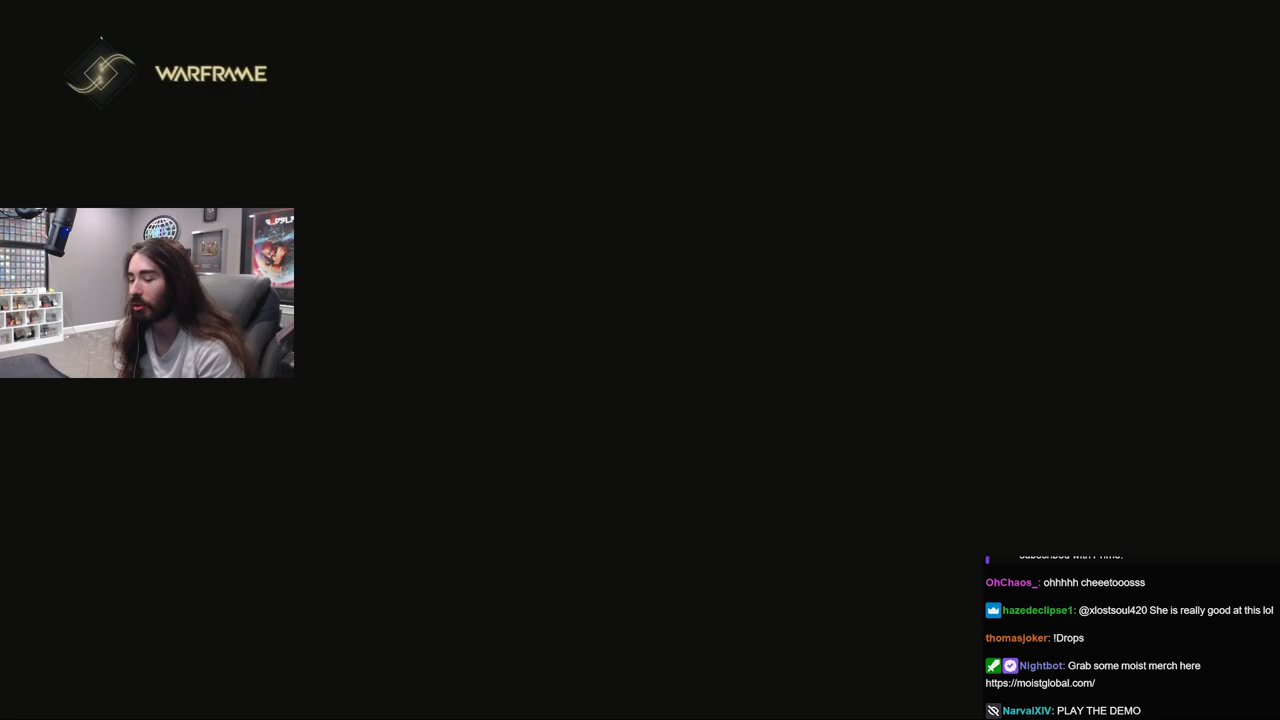 WARFRAME
OhChaos_: ohhhhh cheeetooosss
hazedeclipse1: @xlostsoul420 She is really good at this lol
thomasjoker: !Drops
Nightbot: Grab some moist merch here
https://moistglobal.com/
NarvalXIV: PLAY THE DEMO